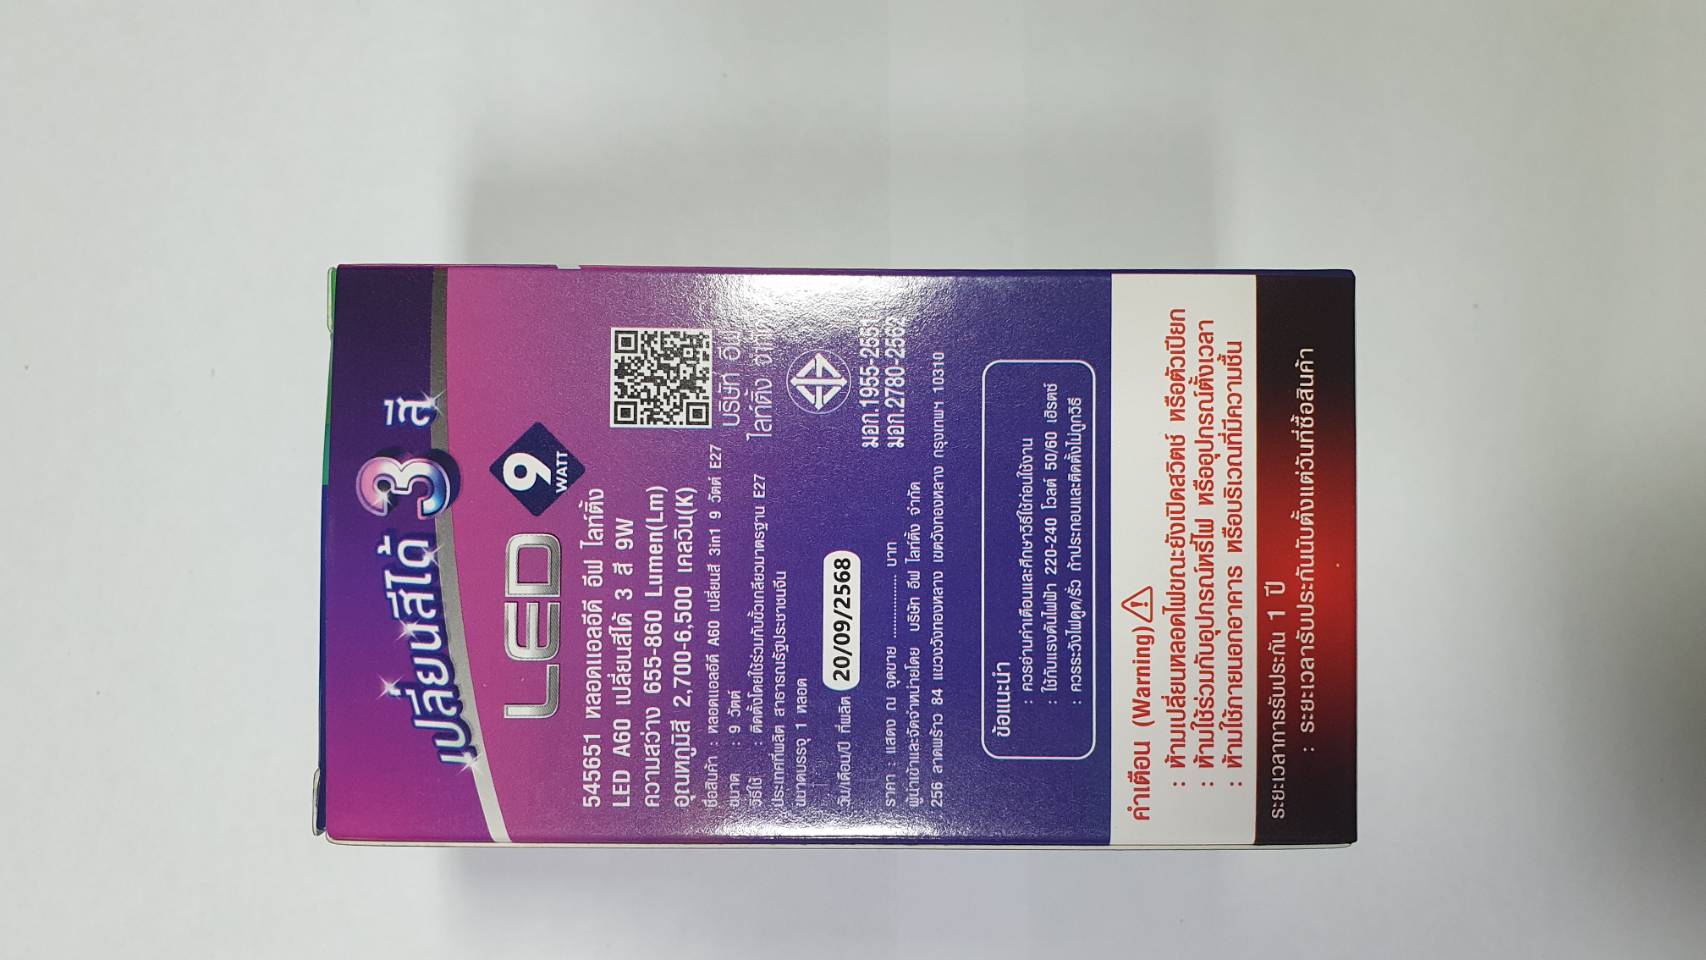 เปลี่ยนสีได้ 3 สี
LED 9 WATT
545651 หลอดแอลอีดี อีฟ ไลท์ติ้ง
LED A60 เปลี่ยนสีได้ 3 สี 9W
ความสว่าง 655-860 Lumen(Lm)
อุณหภูมิสี 2,700-6,500 เคลวิน(K)
ชื่อสินค้า : หลอดแอลอีดี A60 เปลี่ยนสี 3in1 9 วัตต์ E27
ขนาด : 9 วัตต์
วิธีใช้ : ติดตั้งโดยใช้ร่วมกับขั้วเกลียวมาตรฐาน E27
ประเทศที่ผลิต สาธารณรัฐประชาชนจีน
ขนาดบรรจุ 1 หลอด
วัน/เดือน/ปี ที่ผลิต 20/09/2568
ราคา : แสดง ณ จุดขาย .................. บาท
ผู้นำเข้าและจัดจำหน่ายโดย บริษัท อีฟ ไลท์ติ้ง จำกัด
256 ลาดพร้าว 84 แขวงวังทองหลาง เขตวังทองหลาง กรุงเทพฯ 10310
บริษัท อีฟ
ไลท์ติ้ง จำกัด
มอก.1955-2551
มอก.2780-2562
ข้อแนะนำ
: ควรอ่านคำเตือนและศึกษาวิธีใช้ก่อนใช้งาน
: ใช้กับแรงดันไฟฟ้า 220-240 โวลต์ 50/60 เฮิรตซ์
: ควรระวังไฟดูด/รั่ว ถ้าประกอบและติดตั้งไม่ถูกวิธี
คำเตือน (Warning)
: ห้ามเปลี่ยนหลอดไฟขณะยังเปิดสวิตช์ หรือตัวเปียก
: ห้ามใช้ร่วมกับอุปกรณ์หรี่ไฟ หรืออุปกรณ์ตั้งเวลา
: ห้ามใช้ภายนอกอาคาร หรือบริเวณที่มีความชื้น
ระยะเวลาการรับประกัน 1 ปี
: ระยะเวลารับประกันนับตั้งแต่วันที่ซื้อสินค้า